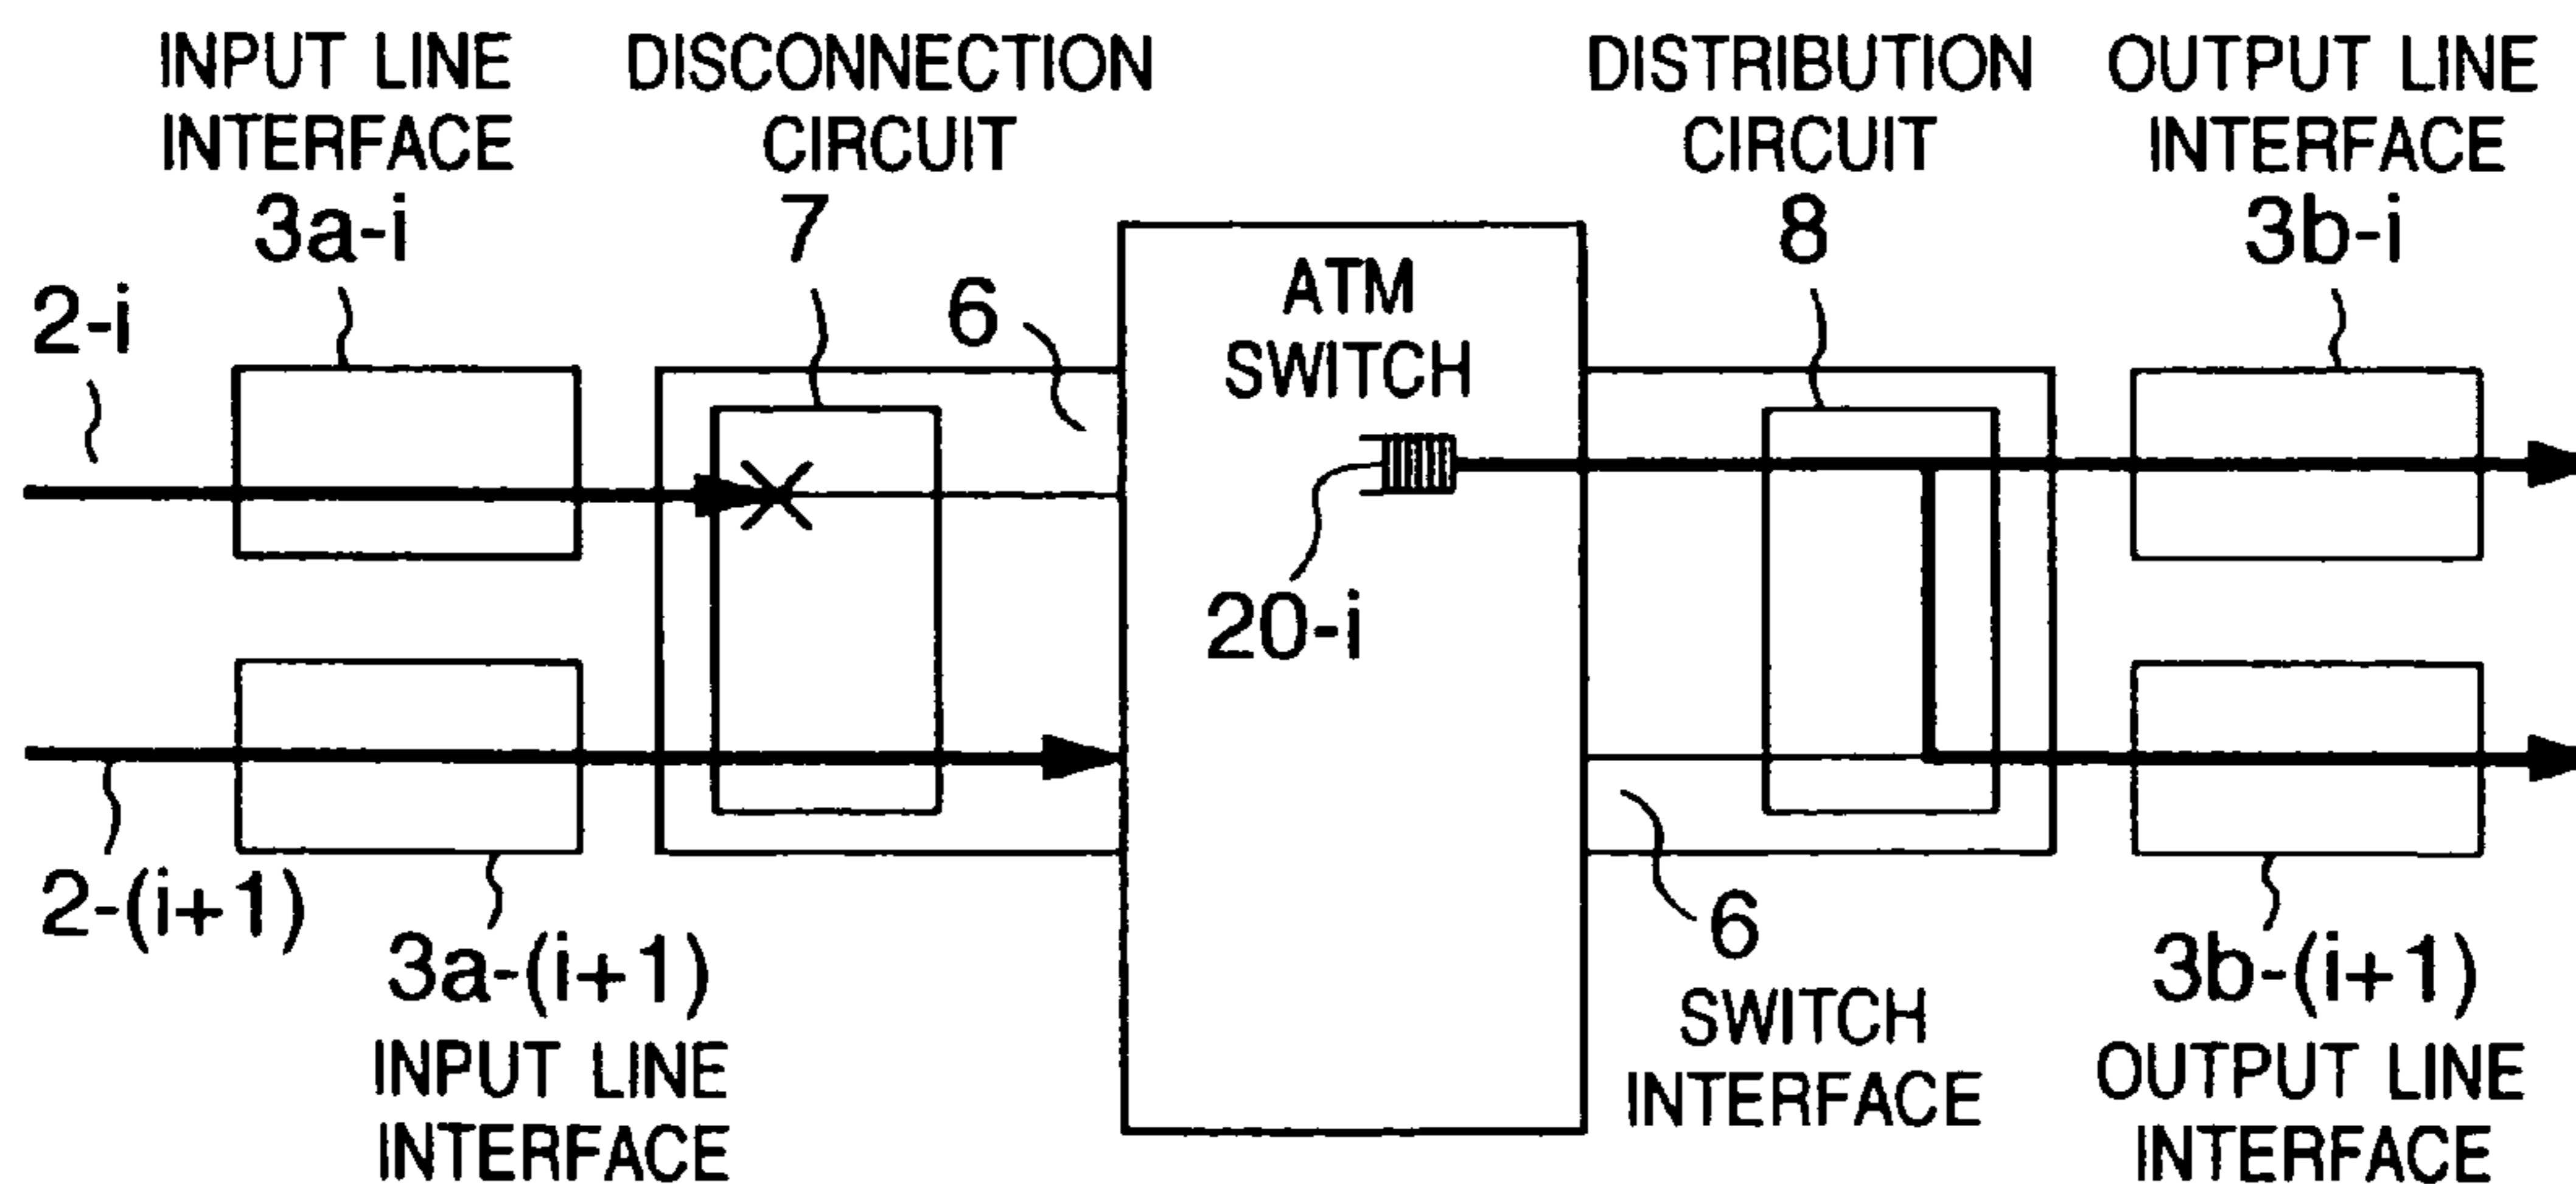 INPUT LINE
INTERFACE
3a-i
DISCONNECTION
CIRCUIT
7
DISTRIBUTION
CIRCUIT
8
OUTPUT LINE
INTERFACE
3b-i
2-i
6
ATM
SWITCH
20-i
2-(i+1)
3a-(i+1)
INPUT LINE
INTERFACE
6
SWITCH
INTERFACE
3b-(i+1)
OUTPUT LINE
INTERFACE